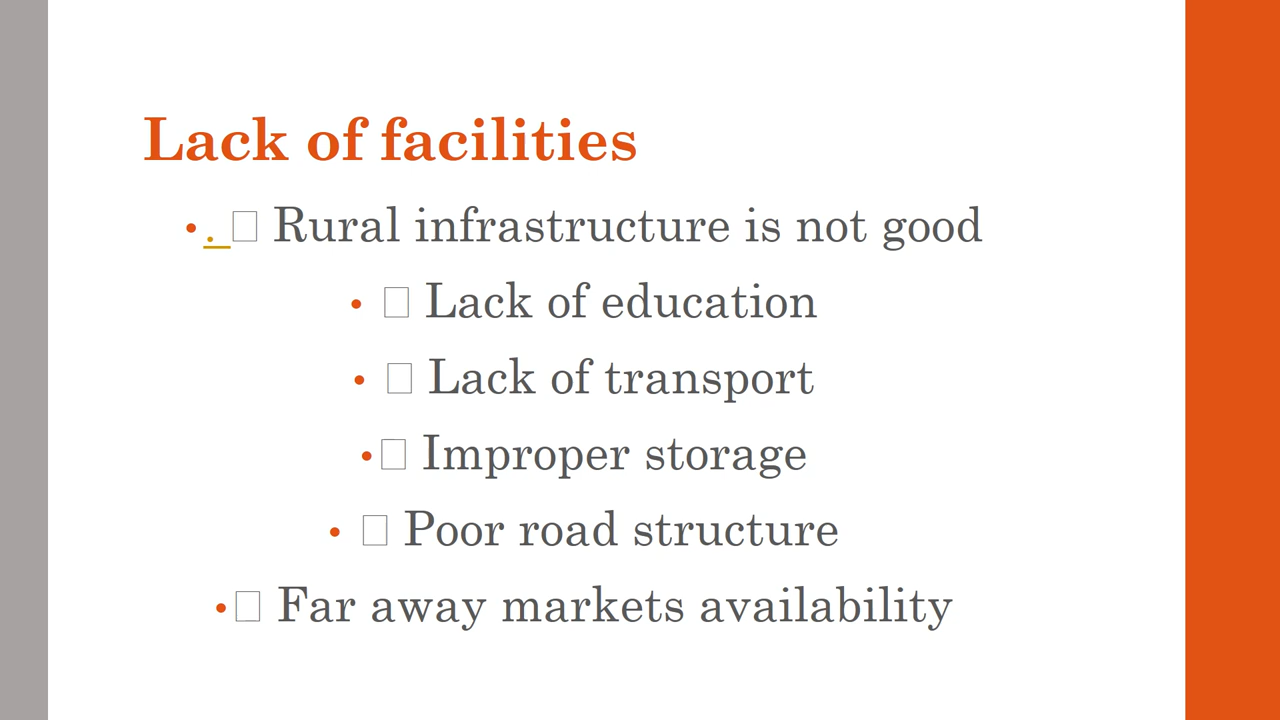 Lack of facilities
• . □ Rural infrastructure is not good
• □ Lack of education
• □ Lack of transport
• □ Improper storage
• □ Poor road structure
• □ Far away markets availability